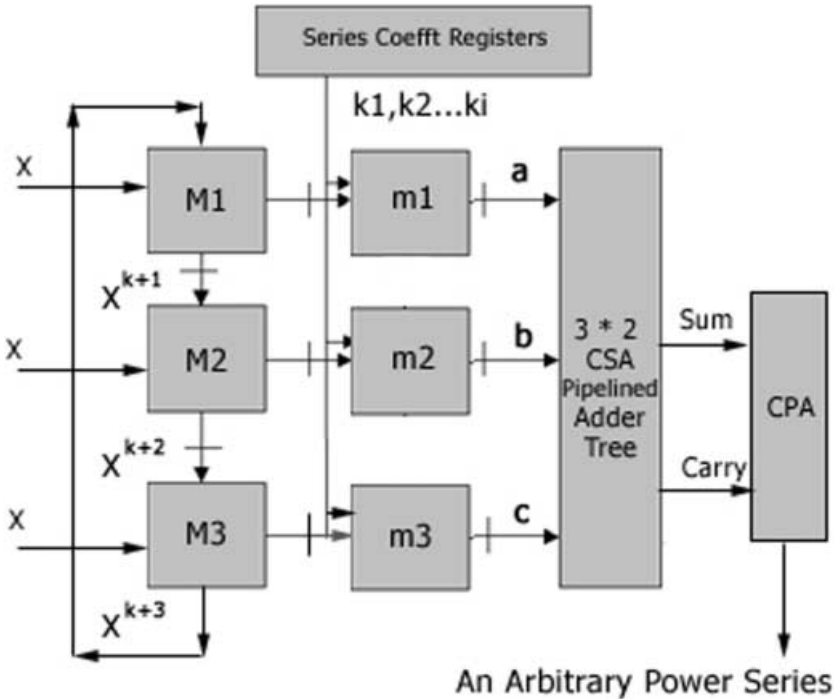 Series Coefft Registers
k1,k2...ki
X
M1
m1
a
X^k+1
X
M2
m2
b
3 * 2
CSA
Pipelined
Adder
Tree
Sum
CPA
X^k+2
Carry
X
M3
m3
c
X^k+3
An Arbitrary Power Series